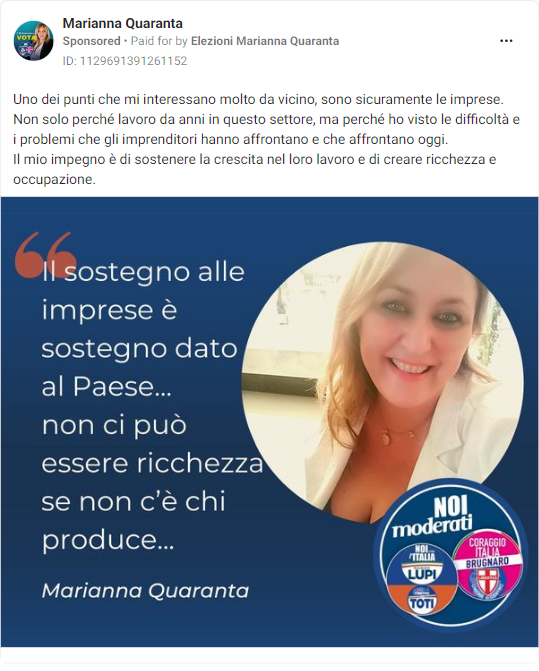 Marianna Quaranta
Sponsored • Paid for by Elezioni Marianna Quaranta
ID: 1129691391261152
Uno dei punti che mi interessano molto da vicino, sono sicuramente le imprese.
Non solo perché lavoro da anni in questo settore, ma perché ho visto le difficoltà e
i problemi che gli imprenditori hanno affrontano e che affrontano oggi.
Il mio impegno è di sostenere la crescita nel loro lavoro e di creare ricchezza e
occupazione.
Il sostegno alle
imprese è
sostegno dato
al Paese...
non ci può
essere ricchezza
se non c'è chi
produce...
Marianna Quaranta
NOI
moderati
NOI
L'ITALIA
LUPI
TOTI
CORAGGIO
ITALIA
BRUGNARO
VOTA